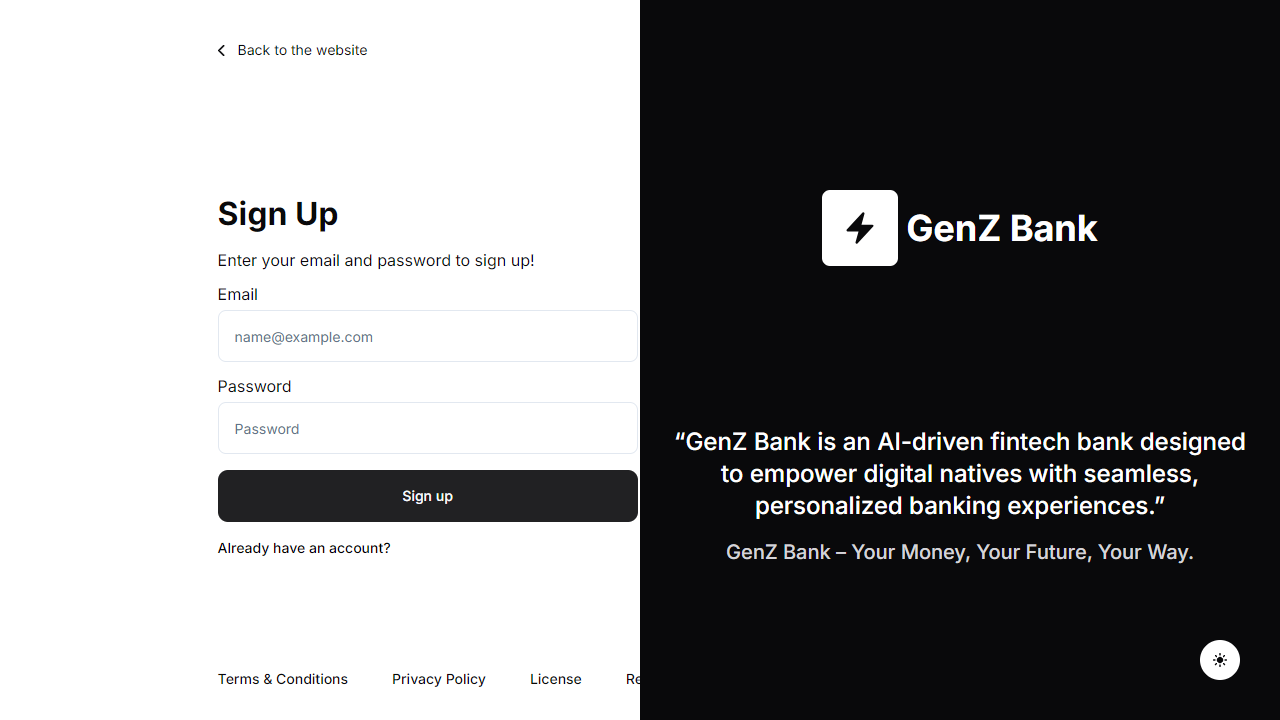 Back to the website
Sign Up
Enter your email and password to sign up!
Email
name@example.com
Password
Password
Sign up
Already have an account?
Terms & Conditions
Privacy Policy
License
GenZ Bank
“GenZ Bank is an AI-driven fintech bank designed
to empower digital natives with seamless,
personalized banking experiences.”
GenZ Bank – Your Money, Your Future, Your Way.